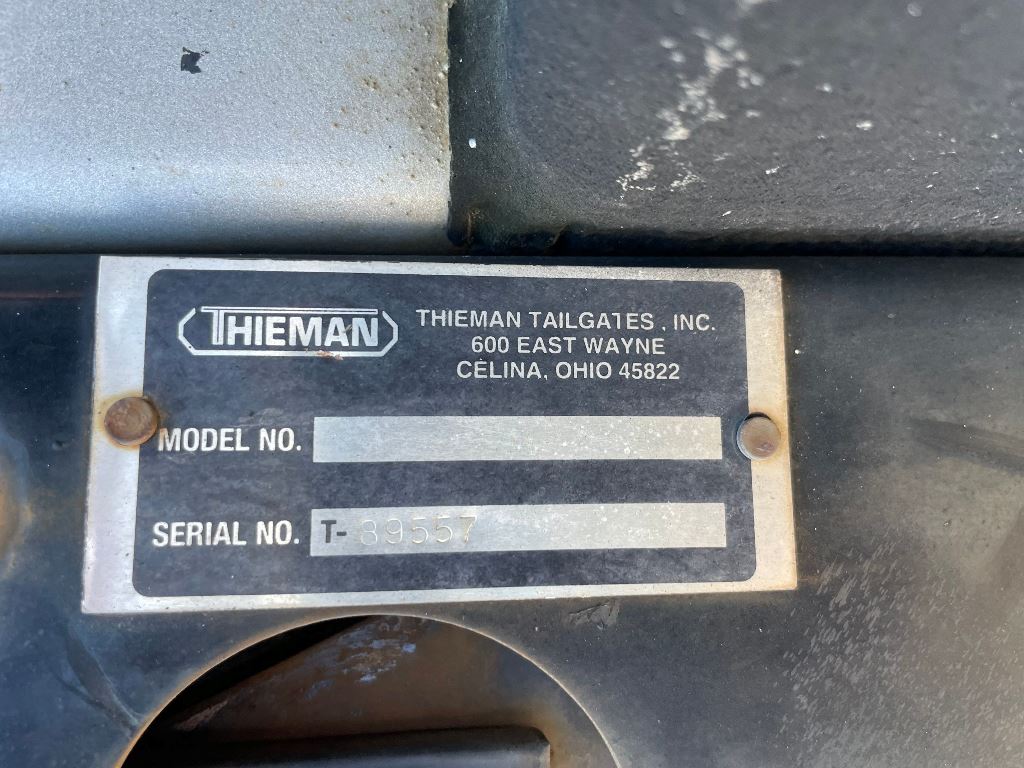 THIEMAN
THIEMAN TAILGATES, INC.
600 EAST WAYNE
CELINA, OHIO 45822
MODEL NO.
SERIAL NO. T-89557